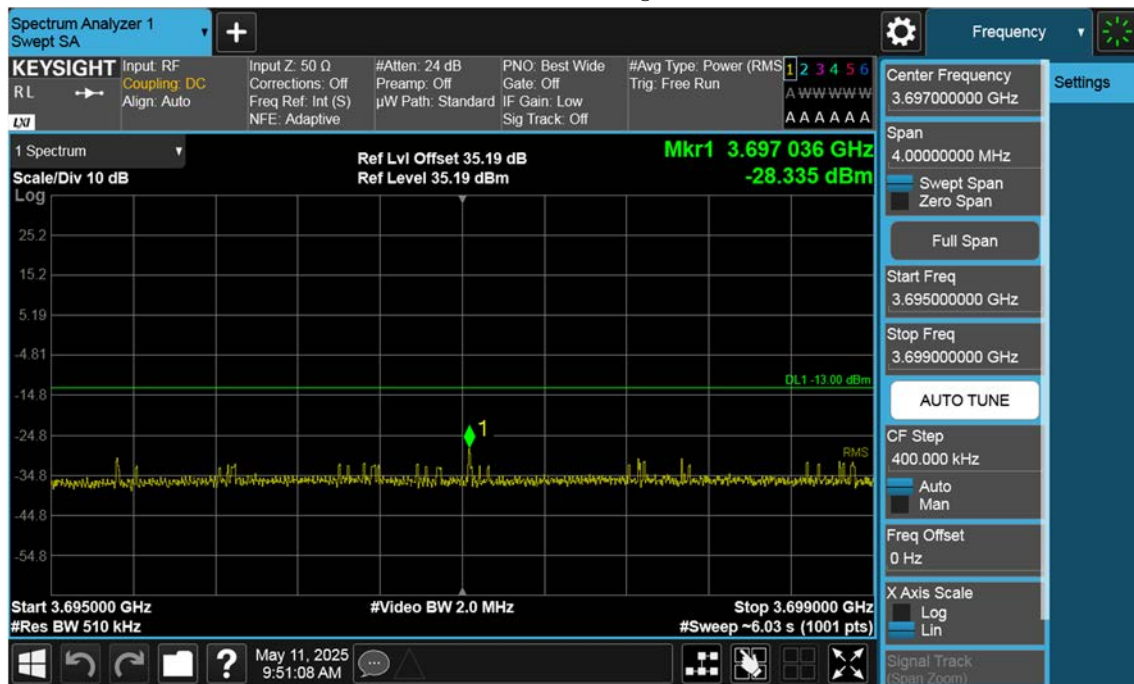 Spectrum Analyzer 1
Swept SA
Frequency
KEYSIGHT
RL
LXI
Input: RF
Coupling: DC
Align: Auto
Input Z: 50 Ω
Corrections: Off
Freq Ref: Int (S)
NFE: Adaptive
#Atten: 24 dB
Preamp: Off
µW Path: Standard
PNO: Best Wide
Gate: Off
IF Gain: Low
Sig Track: Off
#Avg Type: Power (RMS
Trig: Free Run
1 2 3 4 5 6
A W W W W W
A A A A A A
1 Spectrum
Scale/Div 10 dB
Ref Lvl Offset 35.19 dB
Ref Level 35.19 dBm
Mkr1 3.697 036 GHz
-28.335 dBm
Log
25.2
15.2
5.19
-4.81
DL1 -13.00 dBm
-14.8
1
-24.8
RMS
-34.8
-44.8
-54.8
Start 3.695000 GHz
#Video BW 2.0 MHz
Stop 3.699000 GHz
#Res BW 510 kHz
#Sweep ~6.03 s (1001 pts)
Center Frequency
3.697000000 GHz
Settings
Span
4.00000000 MHz
Swept Span
Zero Span
Full Span
Start Freq
3.695000000 GHz
Stop Freq
3.699000000 GHz
AUTO TUNE
CF Step
400.000 kHz
Auto
Man
Freq Offset
0 Hz
X Axis Scale
Log
Lin
Signal Track
(Span Zoom)
?
May 11, 2025
9:51:08 AM